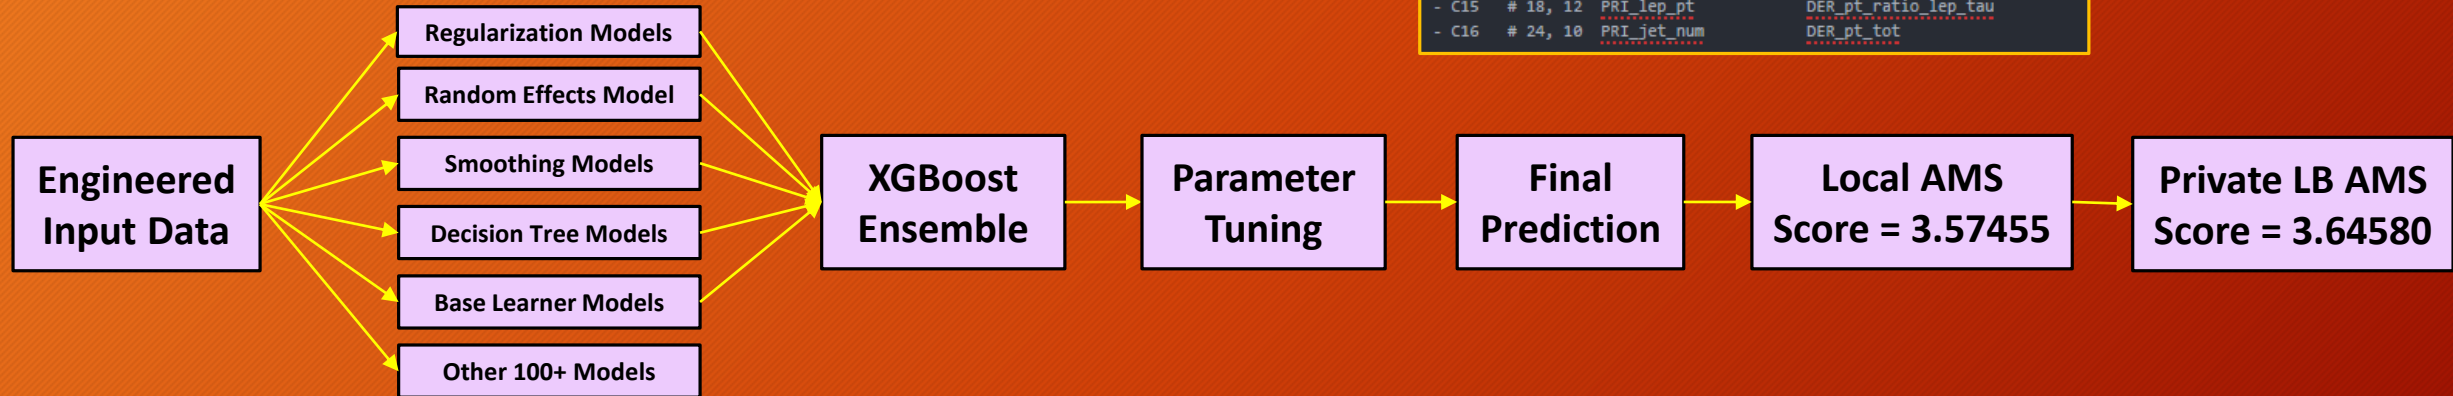 - C15 # 18, 12 PRI_lep_pt DER_pt_ratio_lep_tau
- C16 # 24, 10 PRI_jet_num DER_pt_tot
Engineered
Input Data
Regularization Models
Random Effects Model
Smoothing Models
Decision Tree Models
Base Learner Models
Other 100+ Models
XGBoost
Ensemble
Parameter
Tuning
Final
Prediction
Local AMS
Score = 3.57455
Private LB AMS
Score = 3.64580